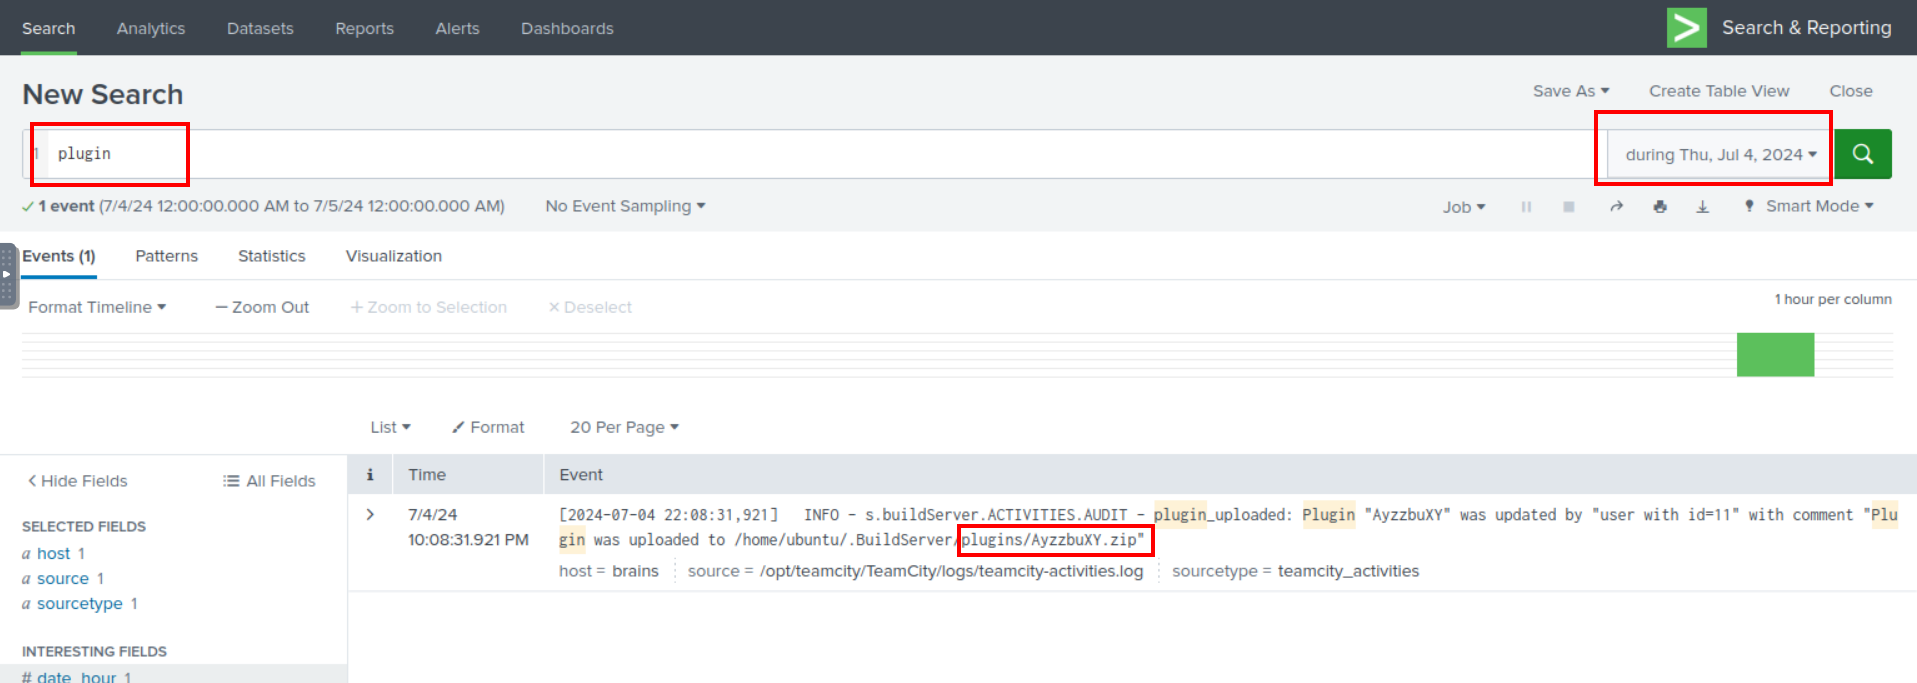 Search Analytics Datasets Reports Alerts Dashboards Search & Reporting
New Search
Save As Create Table View Close
1 plugin
during Thu, Jul 4, 2024
1 event (7/4/24 12:00:00.000 AM to 7/5/24 12:00:00.000 AM) No Event Sampling
Job Smart Mode
Events (1) Patterns Statistics Visualization
Format Timeline — Zoom Out + Zoom to Selection × Deselect
1 hour per column
List Format 20 Per Page
< Hide Fields All Fields
i Time Event
SELECTED FIELDS
a host 1
a source 1
a sourcetype 1
INTERESTING FIELDS
# date_hour 1
> 7/4/24
10:08:31.921 PM
[2024-07-04 22:08:31,921] INFO - s.buildServer.ACTIVITIES.AUDIT - plugin_uploaded: Plugin "AyzzbuXY" was updated by "user with id=11" with comment "Plu
gin was uploaded to /home/ubuntu/.BuildServer/plugins/AyzzbuXY.zip"
host = brains source = /opt/teamcity/TeamCity/logs/teamcity-activities.log sourcetype = teamcity_activities